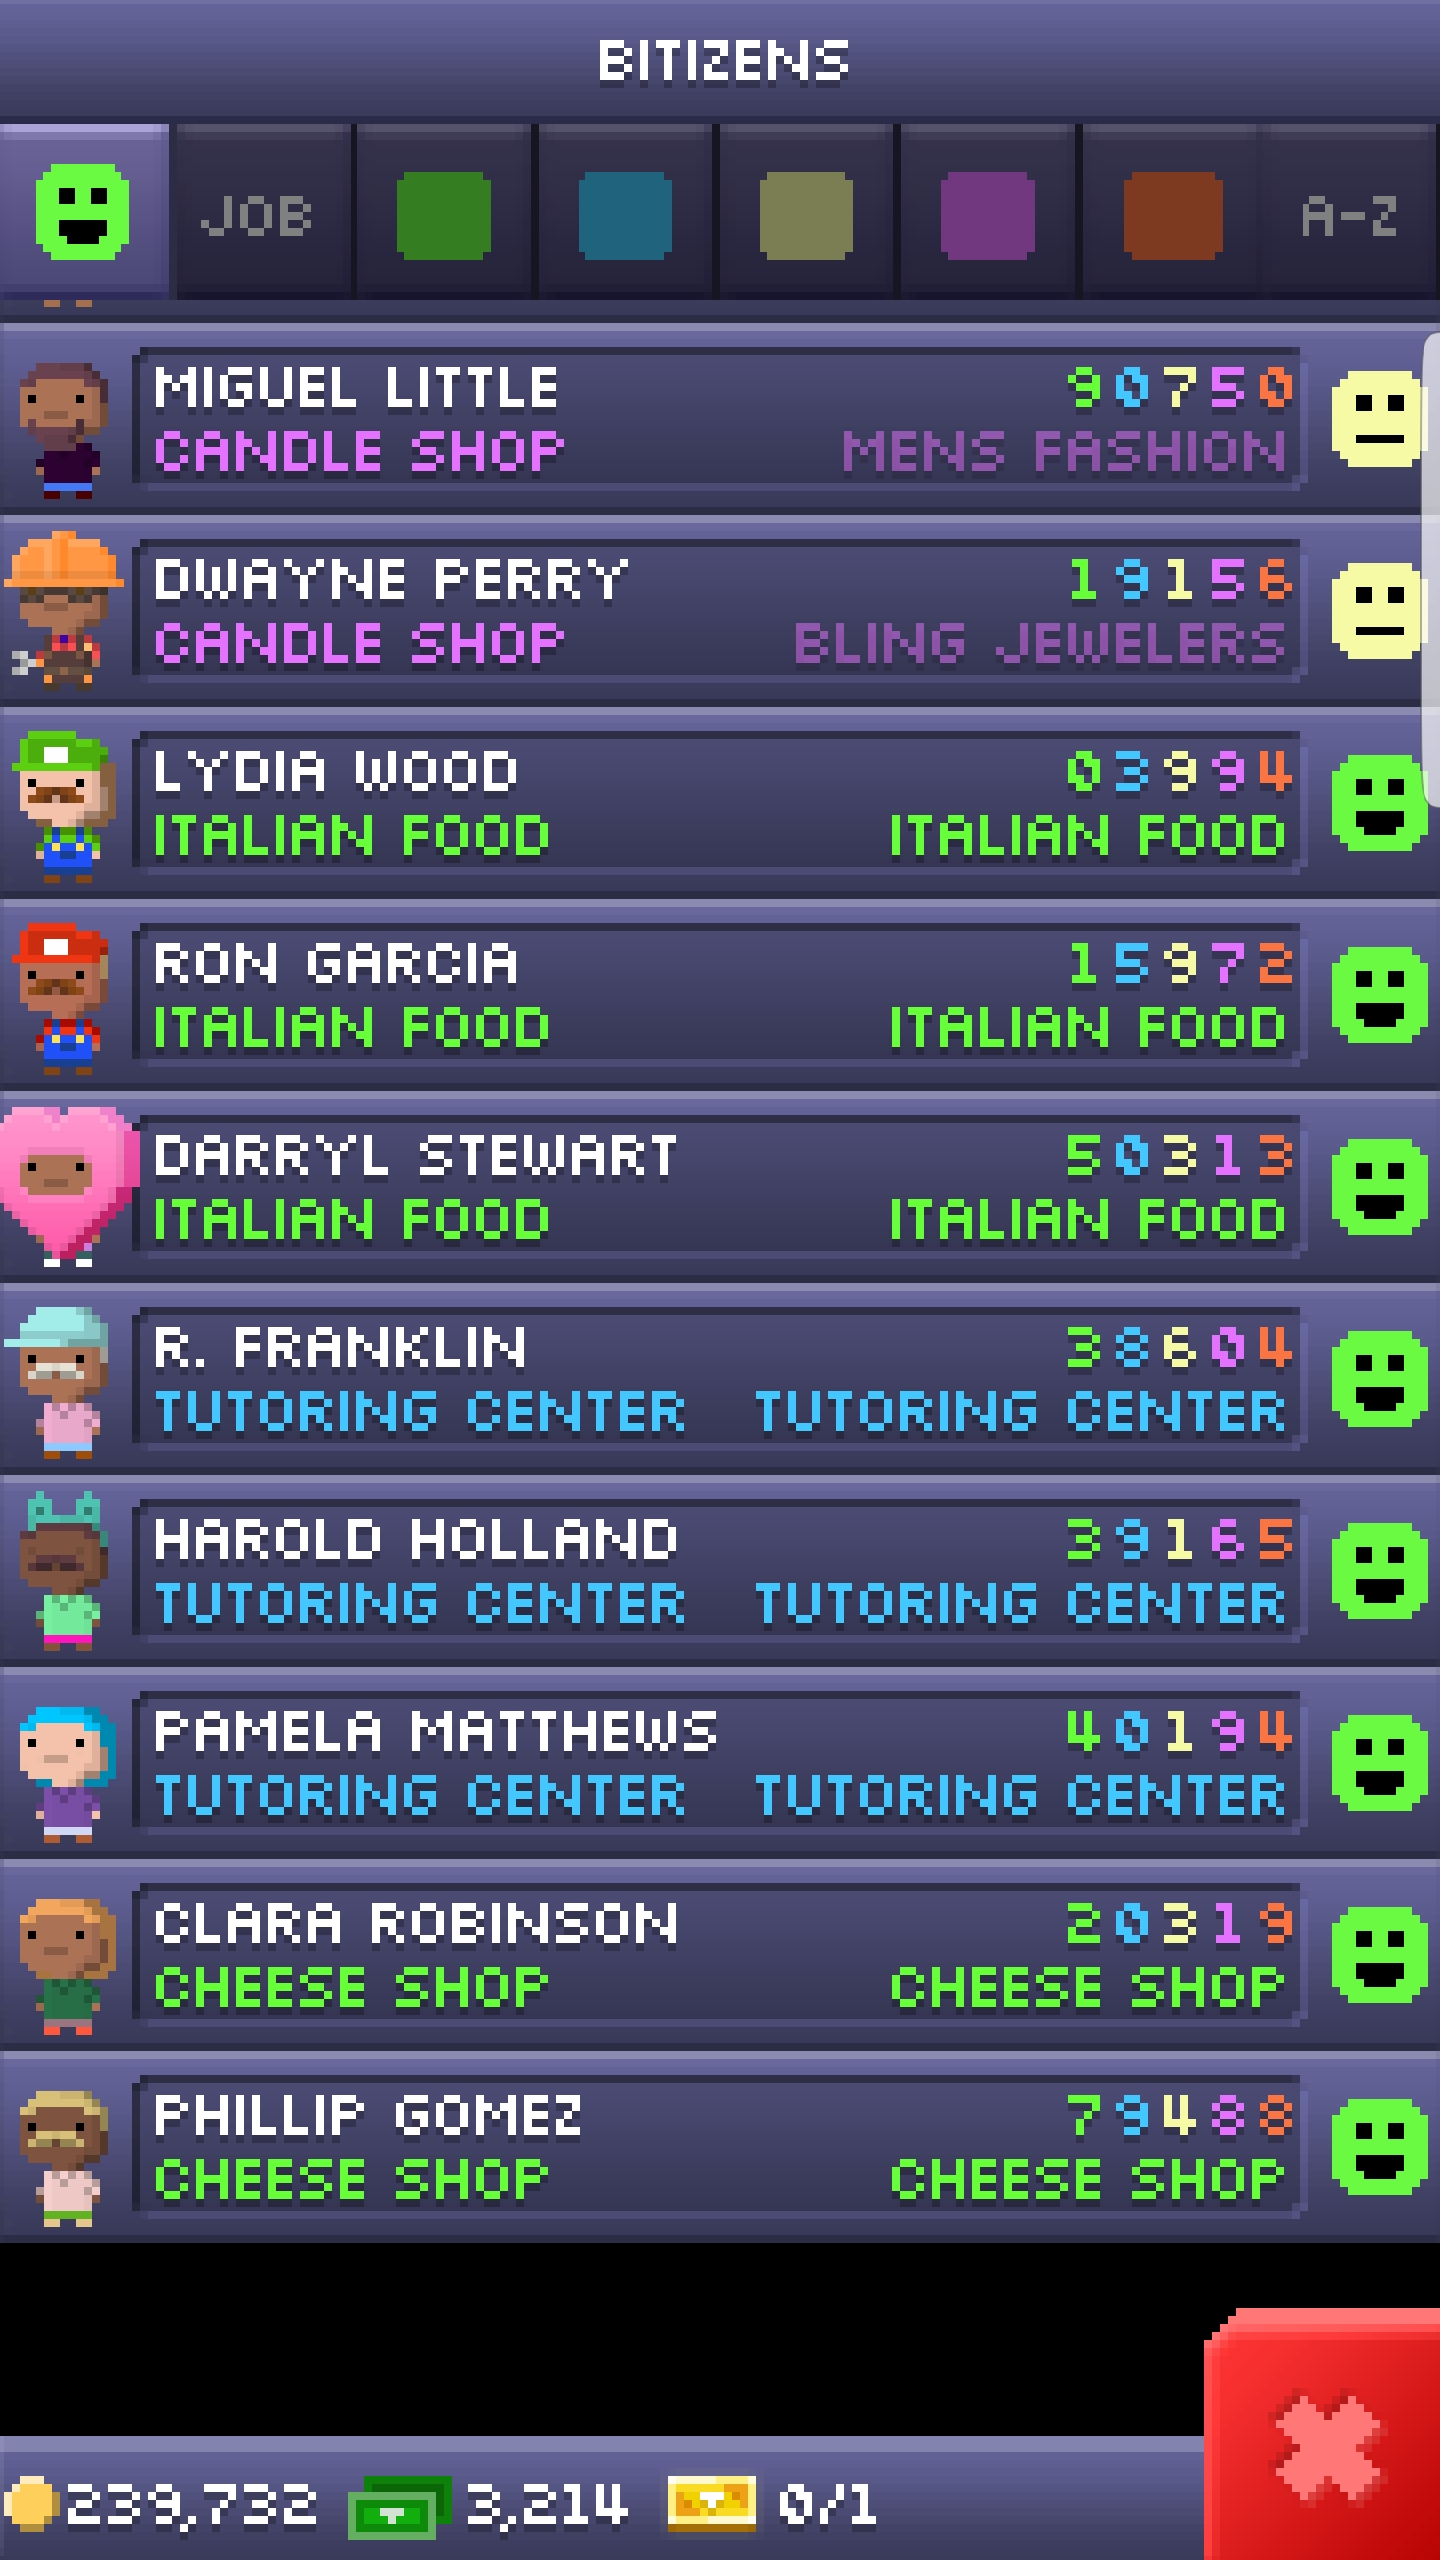 BITIZENS
JOB A-Z
MIGUEL LITTLE 90750
CANDLE SHOP MENS FASHION
DWAYNE PERRY 19156
CANDLE SHOP BLING JEWELERS
LYDIA WOOD 03994
ITALIAN FOOD ITALIAN FOOD
RON GARCIA 15972
ITALIAN FOOD ITALIAN FOOD
DARRYL STEWART 50313
ITALIAN FOOD ITALIAN FOOD
R. FRANKLIN 38604
TUTORING CENTER TUTORING CENTER
HAROLD HOLLAND 39165
TUTORING CENTER TUTORING CENTER
PAMELA MATTHEWS 40194
TUTORING CENTER TUTORING CENTER
CLARA ROBINSON 20319
CHEESE SHOP CHEESE SHOP
PHILLIP GOMEZ 79488
CHEESE SHOP CHEESE SHOP
239,732 3,214 0/1